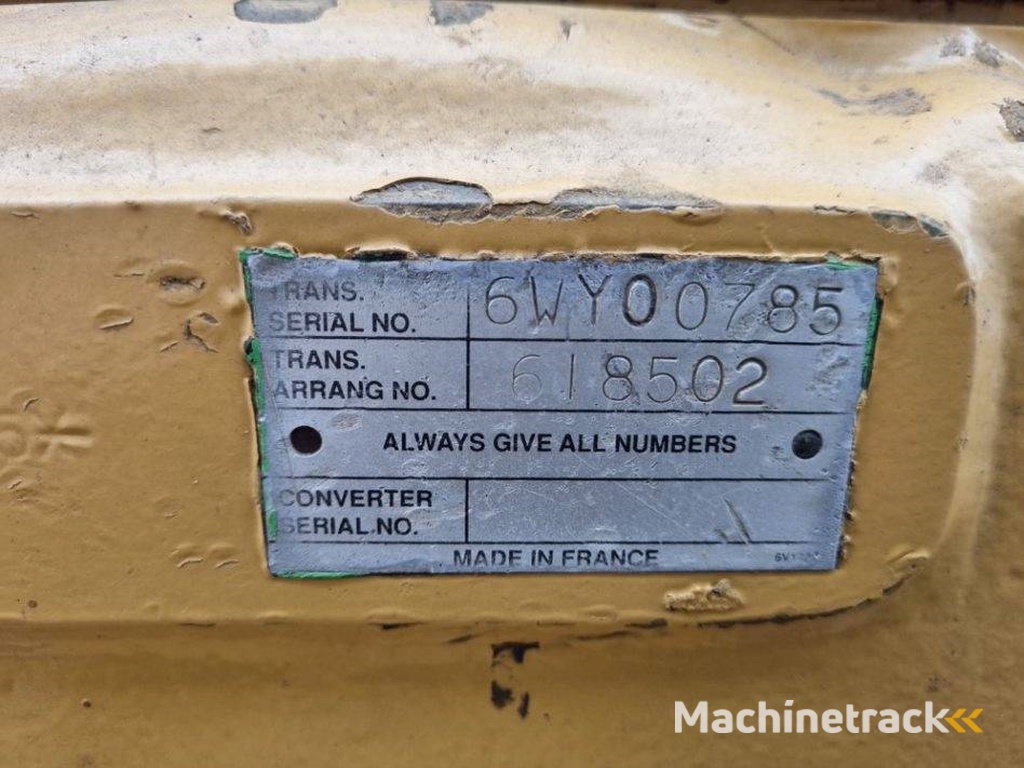 TRANS.
SERIAL NO.
6WY00785
TRANS.
ARRANG NO.
618502
ALWAYS GIVE ALL NUMBERS
CONVERTER
SERIAL NO.
MADE IN FRANCE
Machinetrack